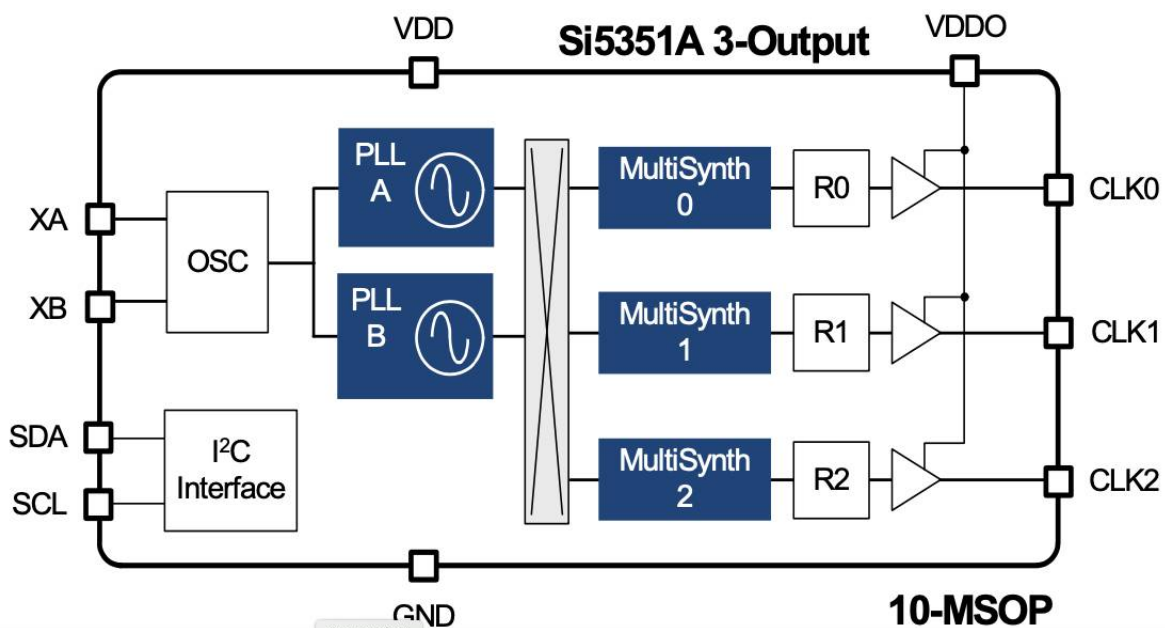 VDD
Si5351A 3-Output
VDDO
PLL
A
MultiSynth
0
R0
CLK0
XA
OSC
XB
PLL
B
MultiSynth
1
R1
CLK1
SDA
SCL
I²C
Interface
MultiSynth
2
R2
CLK2
GND
10-MSOP